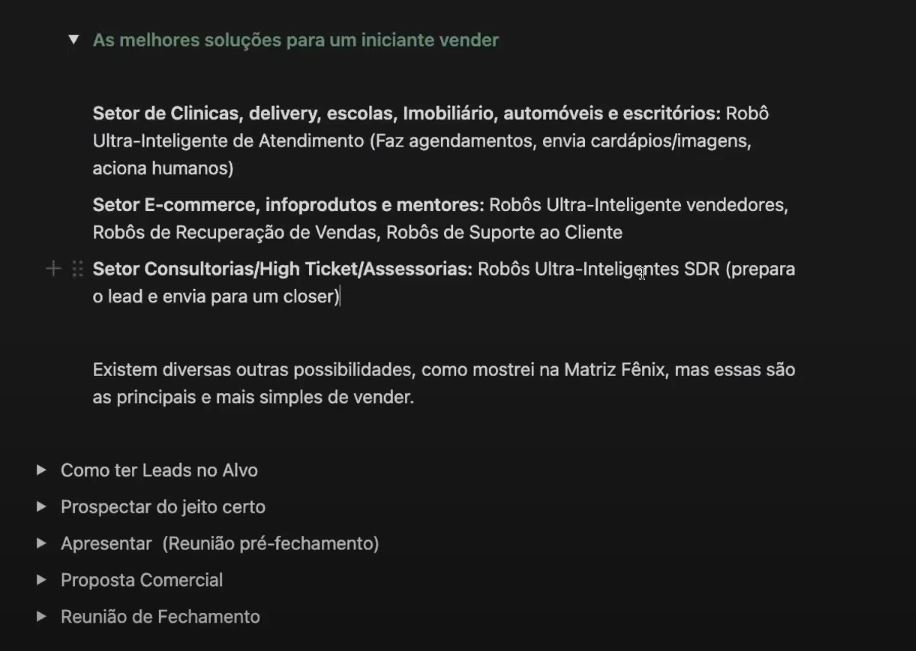 As melhores soluções para um iniciante vender
Setor de Clinicas, delivery, escolas, Imobiliário, automóveis e escritórios: Robô
Ultra-Inteligente de Atendimento (Faz agendamentos, envia cardápios/imagens,
aciona humanos)
Setor E-commerce, infoprodutos e mentores: Robôs Ultra-Inteligente vendedores,
Robôs de Recuperação de Vendas, Robôs de Suporte ao Cliente
Setor Consultorias/High Ticket/Assessorias: Robôs Ultra-Inteligentes SDR (prepara
o lead e envia para um closer)
Existem diversas outras possibilidades, como mostrei na Matriz Fênix, mas essas são
as principais e mais simples de vender.
Como ter Leads no Alvo
Prospectar do jeito certo
Apresentar (Reunião pré-fechamento)
Proposta Comercial
Reunião de Fechamento